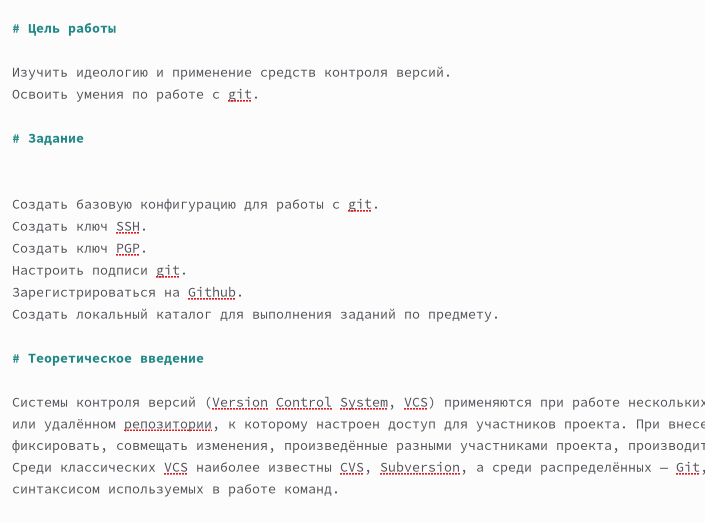 # Цель работы
Изучить идеологию и применение средств контроля версий.
Освоить умения по работе с git.
# Задание
Создать базовую конфигурацию для работы с git.
Создать ключ SSH.
Создать ключ PGP.
Настроить подписи git.
Зарегистрироваться на Github.
Создать локальный каталог для выполнения заданий по предмету.
# Теоретическое введение
Системы контроля версий (Version Control System, VCS) применяются при работе нескольких
или удалённом репозитории, к которому настроен доступ для участников проекта. При внесе
фиксировать, совмещать изменения, произведённые разными участниками проекта, производит
Среди классических VCS наиболее известны CVS, Subversion, а среди распределённых — Git,
синтаксисом используемых в работе команд.